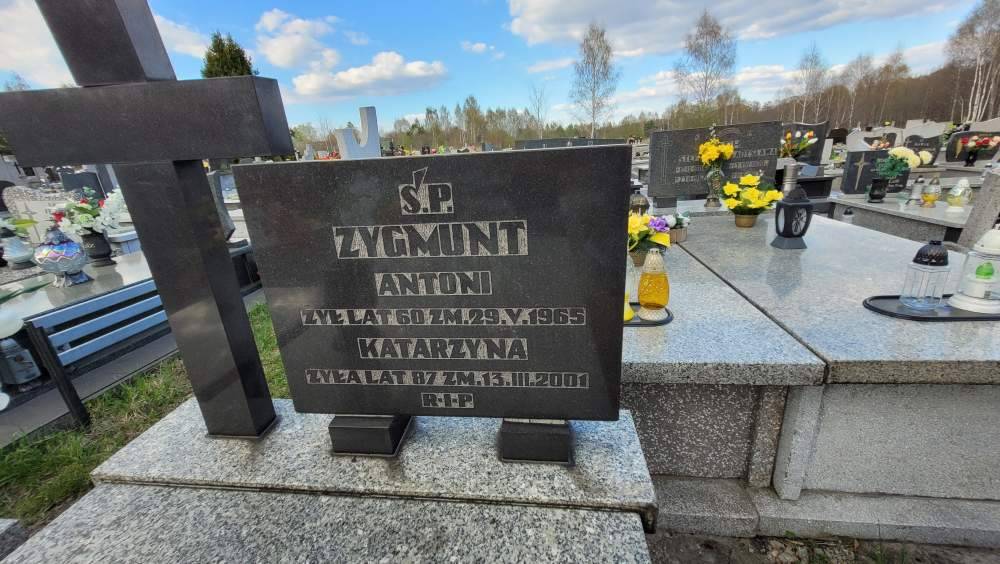 Ś.P.
ZYGMUNT
ANTONI
ŻYŁ LAT 60 ZM.29.V.1965
KATARZYNA
ŻYŁA LAT 87 ZM.13.III.2001
R·I·P